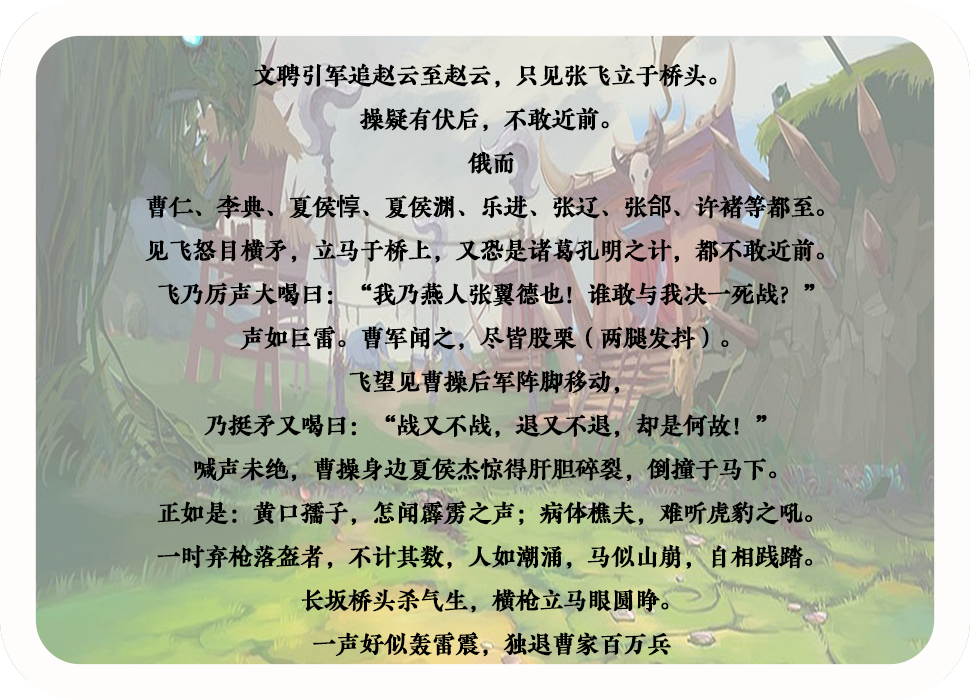 文聘引军追赵云至赵云，只见张飞立于桥头。
操疑有伏后，不敢近前。
俄而
曹仁、李典、夏侯惇、夏侯渊、乐进、张辽、张郃、许褚等都至。
见飞怒目横矛，立马于桥上，又恐是诸葛孔明之计，都不敢近前。
飞乃厉声大喝曰：“我乃燕人张翼德也！谁敢与我决一死战？”
声如巨雷。曹军闻之，尽皆股栗（两腿发抖）。
飞望见曹操后军阵脚移动，
乃挺矛又喝曰：“战又不战，退又不退，却是何故！”
喊声未绝，曹操身边夏侯杰惊得肝胆碎裂，倒撞于马下。
正如是：黄口孺子，怎闻霹雳之声；病体樵夫，难听虎豹之吼。
一时弃枪落盔者，不计其数，人如潮涌，马似山崩，自相践踏。
长坂桥头杀气生，横枪立马眼圆睁。
一声好似轰雷震，独退曹家百万兵